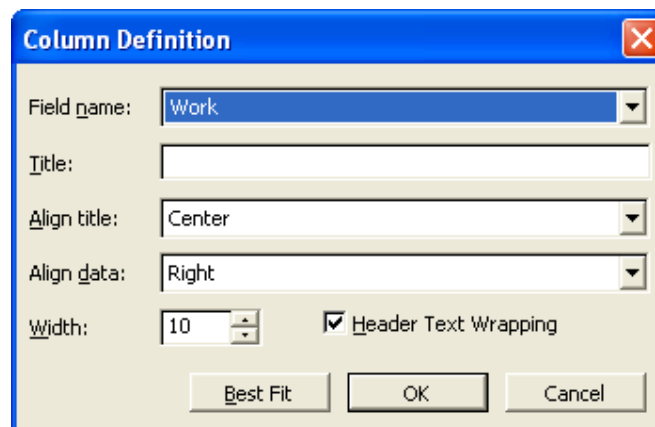 Column Definition
Field name: Work
Title:
Align title: Center
Align data: Right
Width: 10 Header Text Wrapping
Best Fit OK Cancel